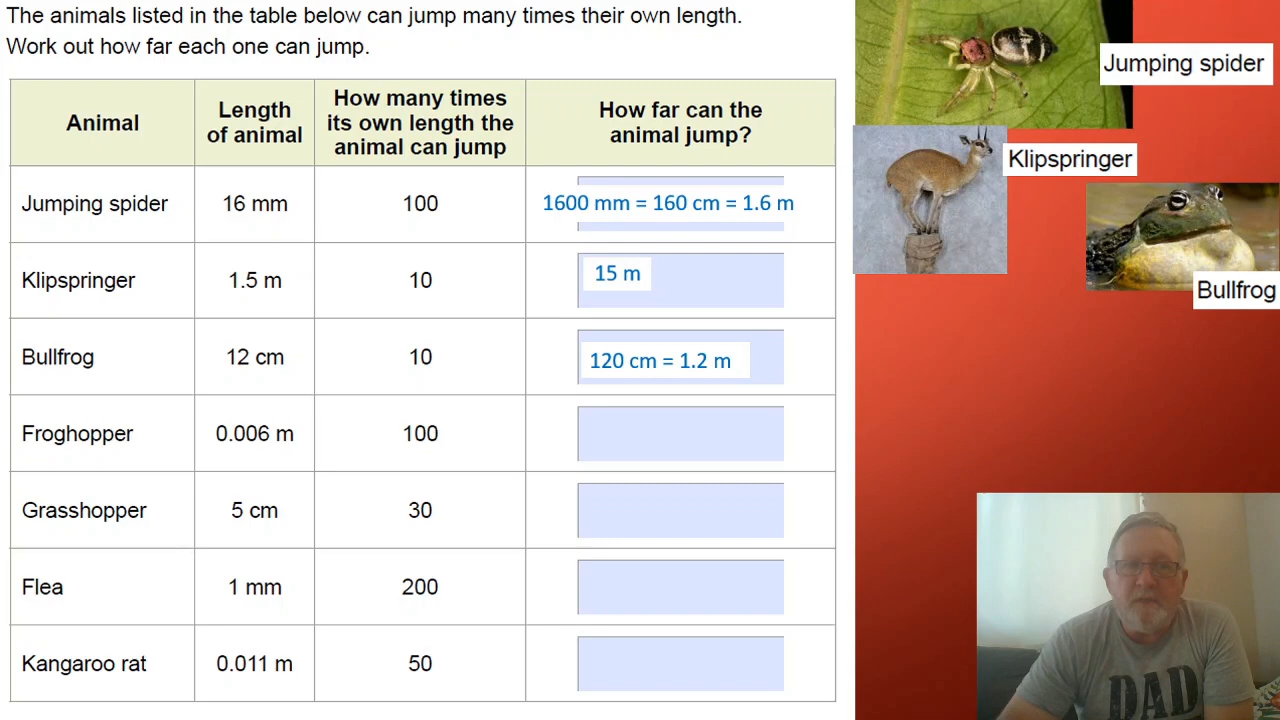 The animals listed in the table below can jump many times their own length.
Work out how far each one can jump.
Animal
Length
of animal
How many times
its own length the
animal can jump
How far can the
animal jump?
Jumping spider
16 mm
100
1600 mm = 160 cm = 1.6 m
Klipspringer
1.5 m
10
15 m
Bullfrog
12 cm
10
120 cm = 1.2 m
Froghopper
0.006 m
100
Grasshopper
5 cm
30
Flea
1 mm
200
Kangaroo rat
0.011 m
50
Jumping spider
Klipspringer
Bullfrog
DAD